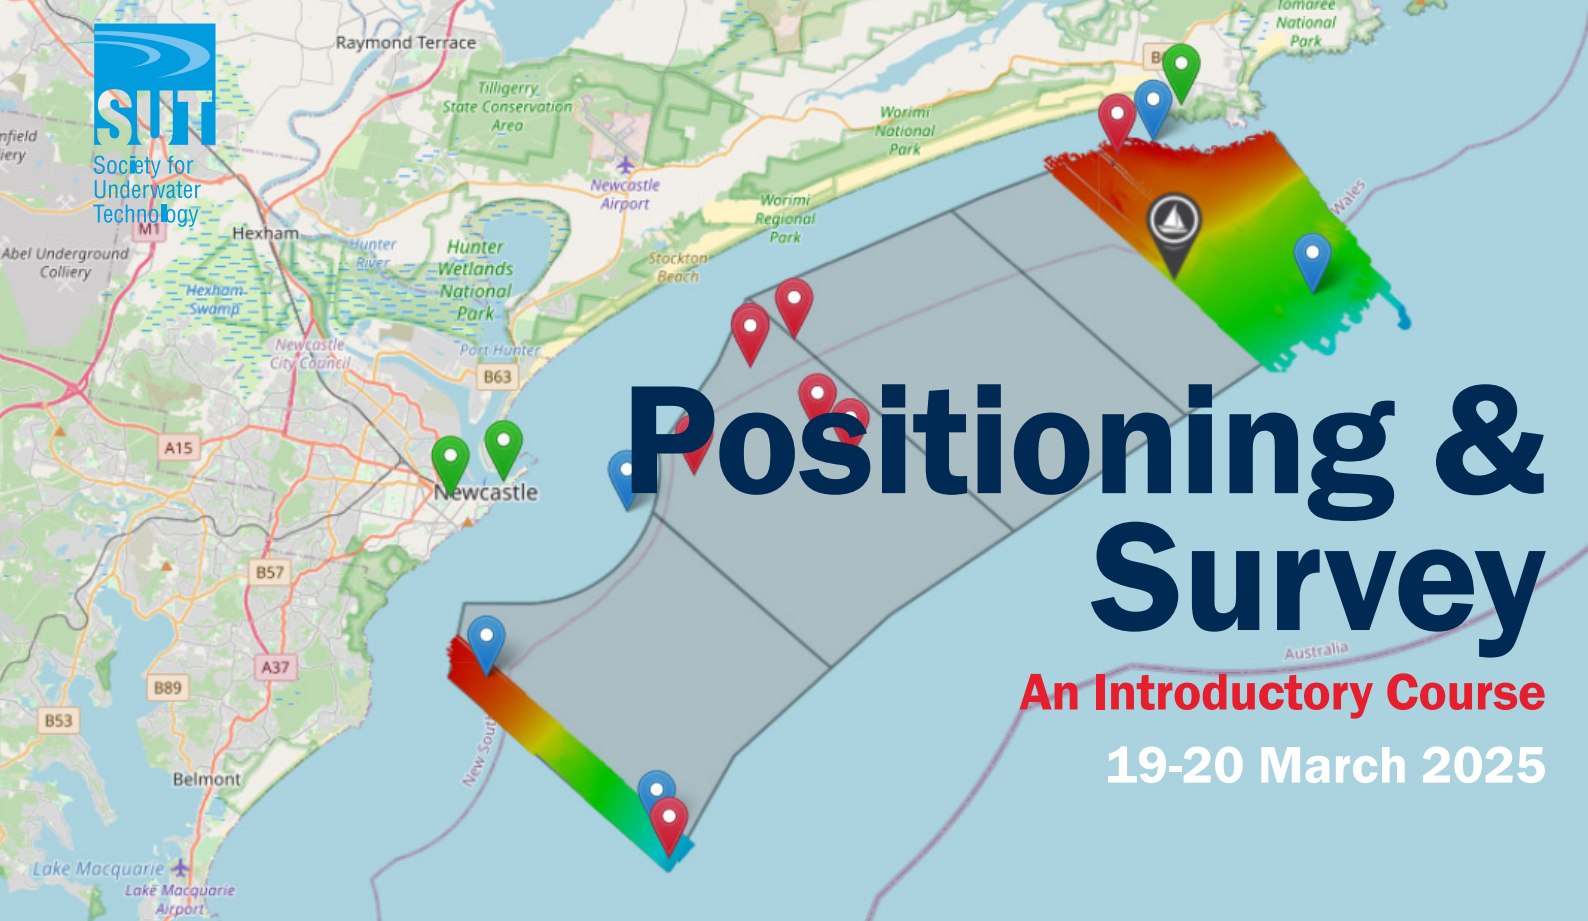 Raymond Terrace
Tomaree
National
Park
Tilligerry
State Conservation
Area
SUT
Society for
Underwater
Technology
Worimi
National
Park
Newcastle
Airport
Wales
Worimi
Regional
Park
M1
Hexham
Abel Underground
Colliery
Hunter
River
Hunter
Wetlands
National
Park
Stockton
Beach
Hexham
Swamp
Newcastle
City Council
Port Hunter
B63
Positioning &
Survey
A15
Newcastle
B57
Australia
A37
An Introductory Course
B89
B53
New Sout
19-20 March 2025
Belmont
Lake Macquarie
Lake Macquarie
Airport